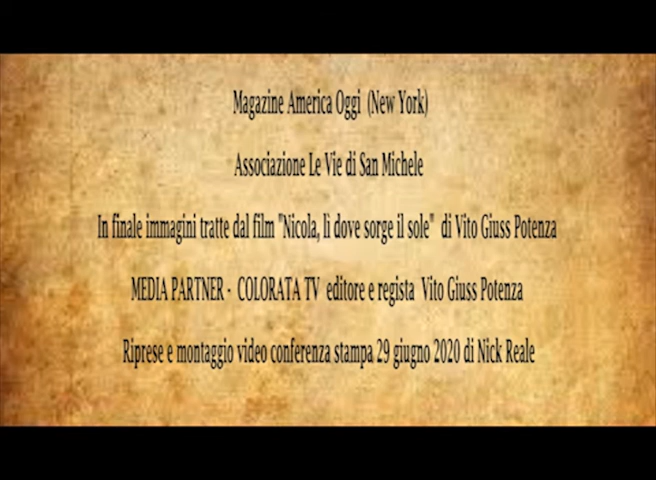 Magazine America Oggi (New York)
Associazione Le Vie di San Michele
In finale immagini tratte dal film "Nicola, lì dove sorge il sole" di Vito Giuss Potenza
MEDIA PARTNER - COLORATA TV editore e regista Vito Giuss Potenza
Riprese e montaggio video conferenza stampa 29 giugno 2020 di Nick Reale